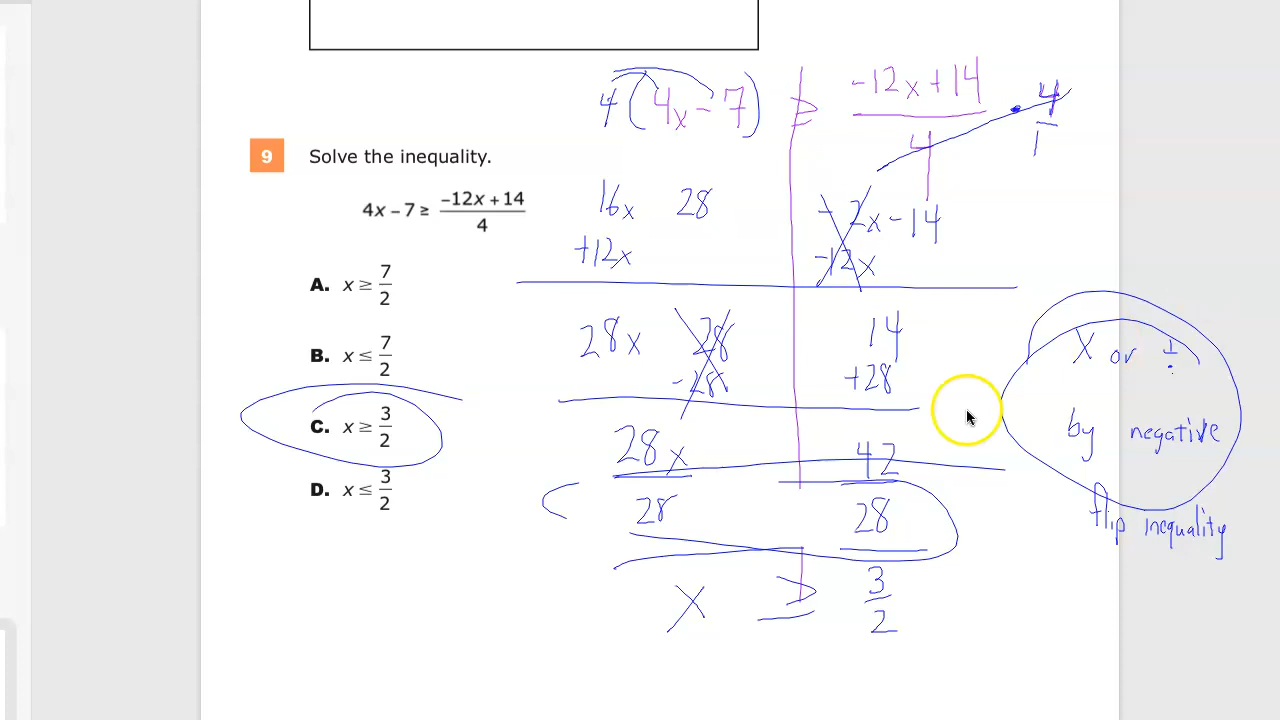 4(4x-7) ≥ -12x+14
4 · 4
1
9 Solve the inequality.
4x – 7 ≥ –12x + 14
4
16x 28 - 2x - 14
+12x -12x
A. x ≥ 7/2
28x 28 14
-28 +28
B. x ≤ 7/2
X or ÷
by negative
flip inequality
C. x ≥ 3/2
28x 42
28 28
D. x ≤ 3/2
x ≥ 3/2